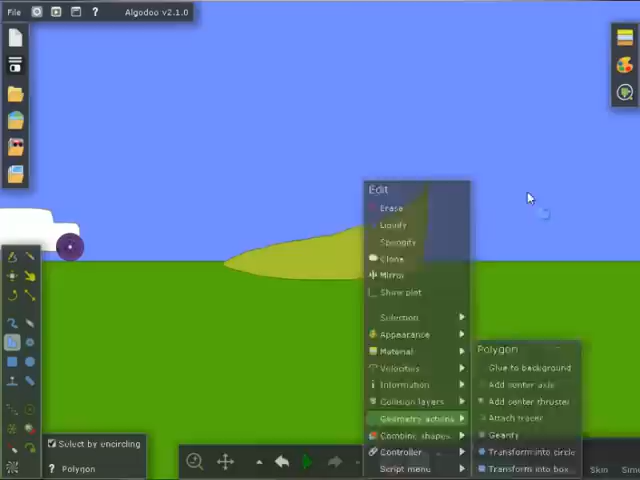 File ? Algodoo v2.1.0
Edit
Erase
Liquify
Spongify
Clone
Mirror
Show plot
Selection
Appearance
Material
Velocities
Information
Collision layers
Geometry actions
Combine shapes
Controller
Script menu
Polygon
Glue to background
Add center axle
Add center thruster
Attach tracer
Gearify
Transform into circle
Transform into box...
Select by encircling
? Polygon
Skin Sim